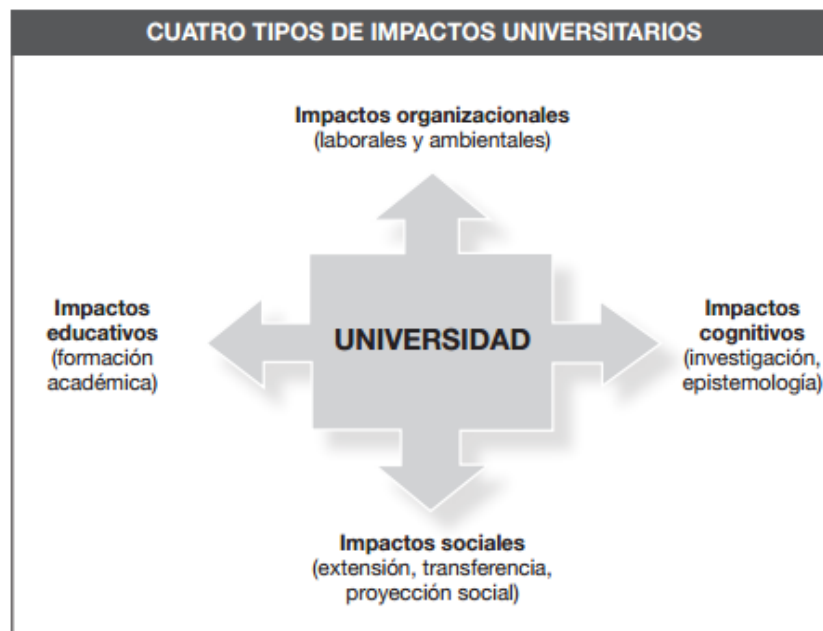 CUATRO TIPOS DE IMPACTOS UNIVERSITARIOS
Impactos organizacionales
(laborales y ambientales)
Impactos
educativos
(formación
académica)
UNIVERSIDAD
Impactos
cognitivos
(investigación,
epistemología)
Impactos sociales
(extensión, transferencia,
proyección social)